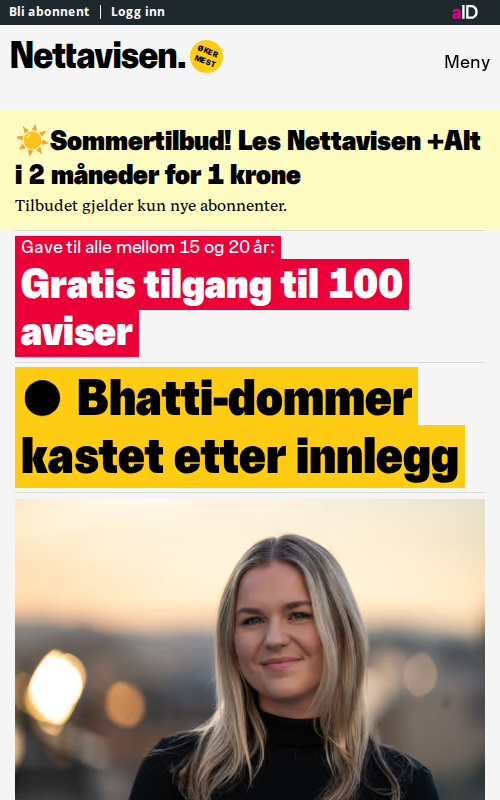 Bli abonnent
Logg inn
aID
Nettavisen.
ØKER
MEST
Meny
☀️Sommertilbud! Les Nettavisen +Alt
i 2 måneder for 1 krone
Tilbudet gjelder kun nye abonnenter.
Gave til alle mellom 15 og 20 år:
Gratis tilgang til 100
aviser
● Bhatti-dommer
kastet etter innlegg